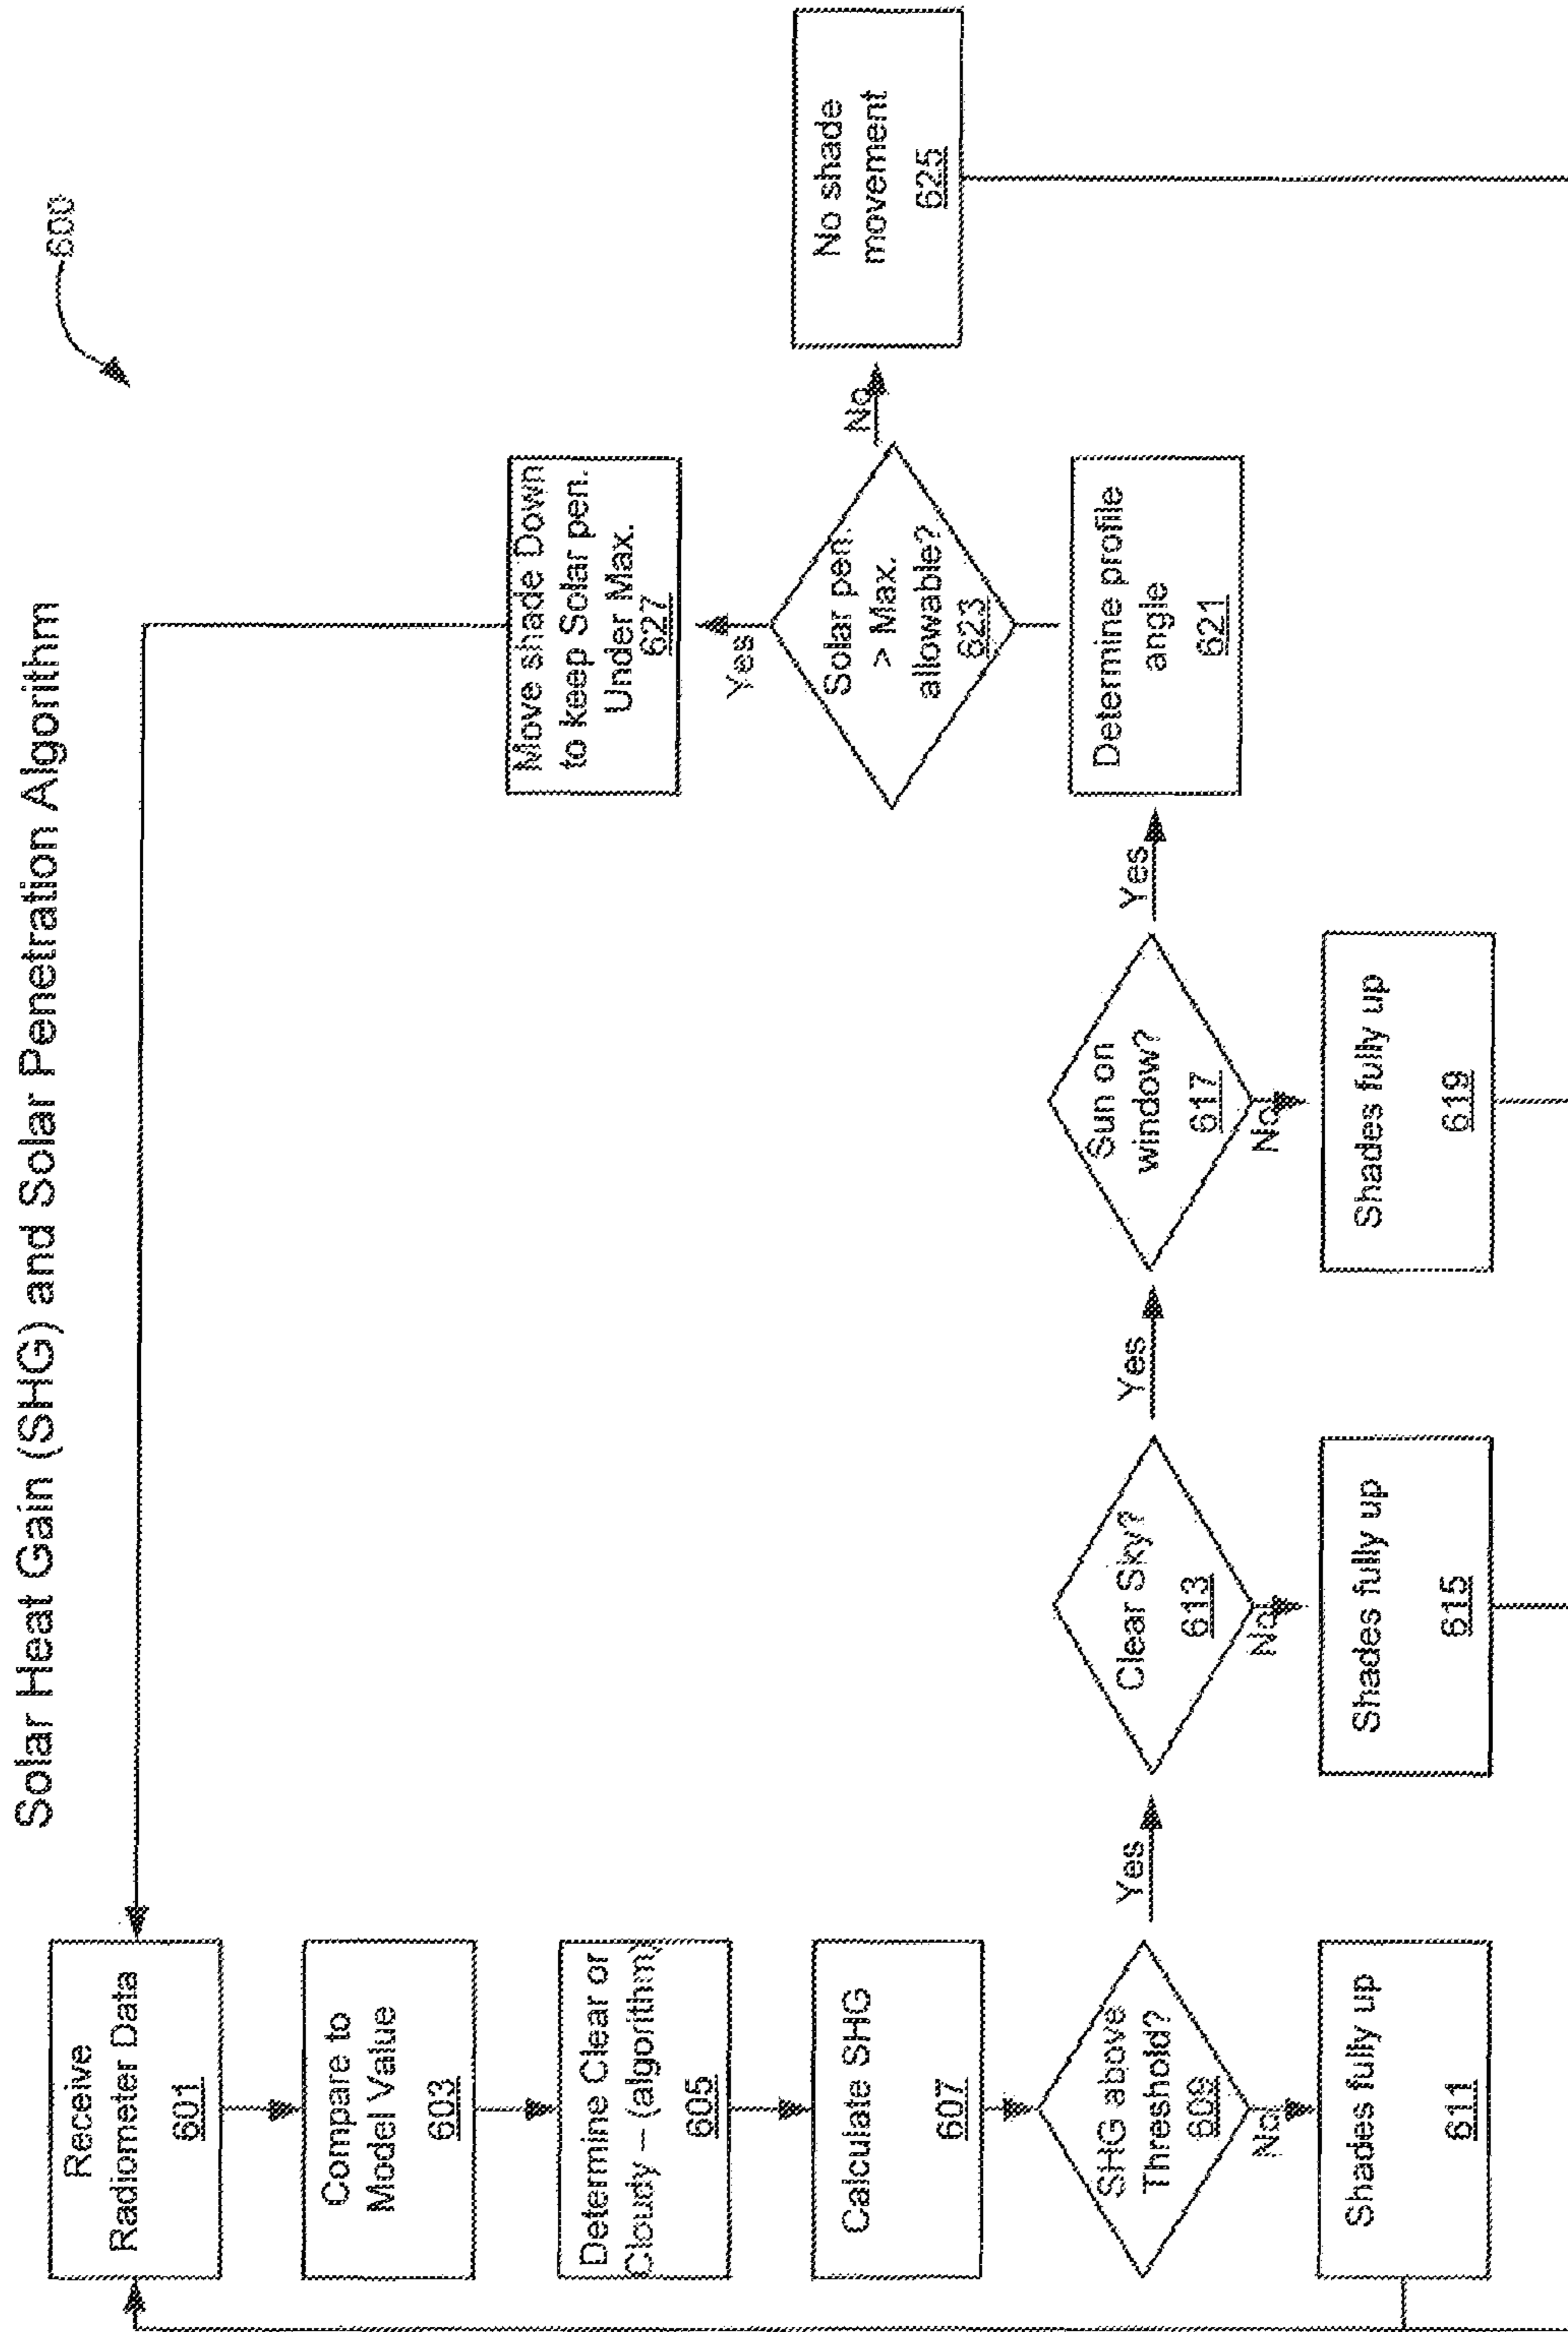 Solar Heat Gain (SHG) and Solar Penetration Algorithm
600
Receive
Radiometer Data
601
Compare to
Model Value
603
Determine Clear or
Cloudy – (algorithm)
605
Calculate SHG
607
SHG above
Threshold?
609
Yes
No
Shades fully up
611
Clear Sky?
613
Yes
No
Shades fully up
615
Sun on
window?
617
Yes
No
Shades fully up
619
Determine profile
angle
621
Solar pen.
> Max.
allowable?
623
Yes
No
Move shade Down
to keep Solar pen.
Under Max.
627
No shade
movement
625